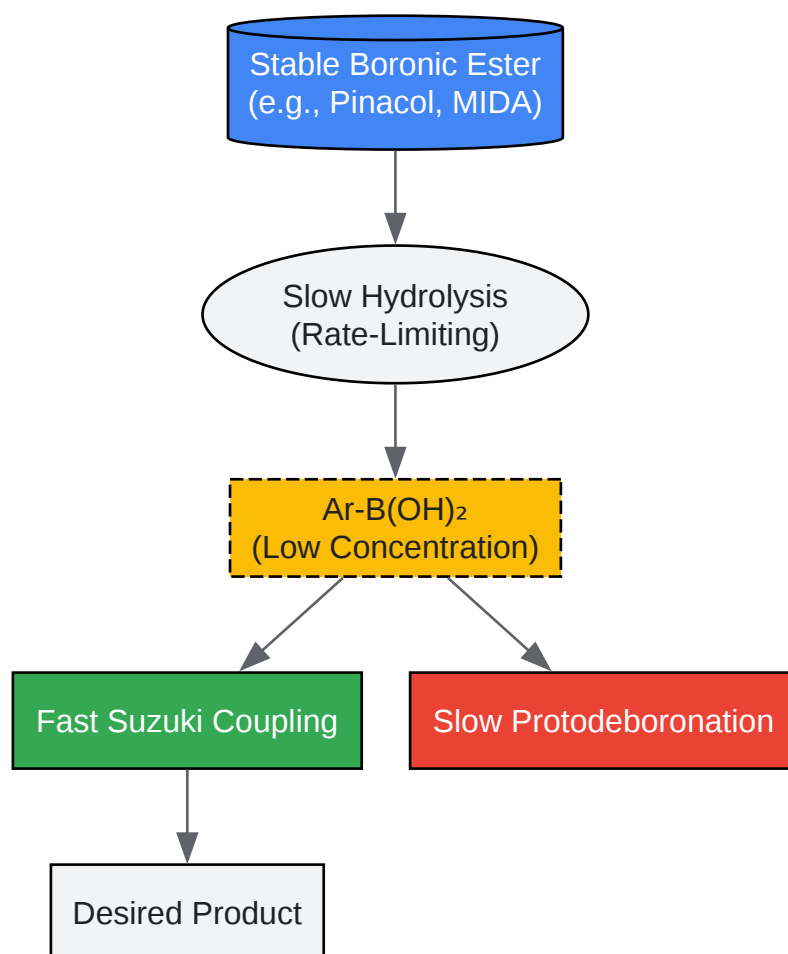 Stable Boronic Ester
(e.g., Pinacol, MIDA)
Slow Hydrolysis
(Rate-Limiting)
Ar-B(OH)₂
(Low Concentration)
Fast Suzuki Coupling
Slow Protodeboronation
Desired Product